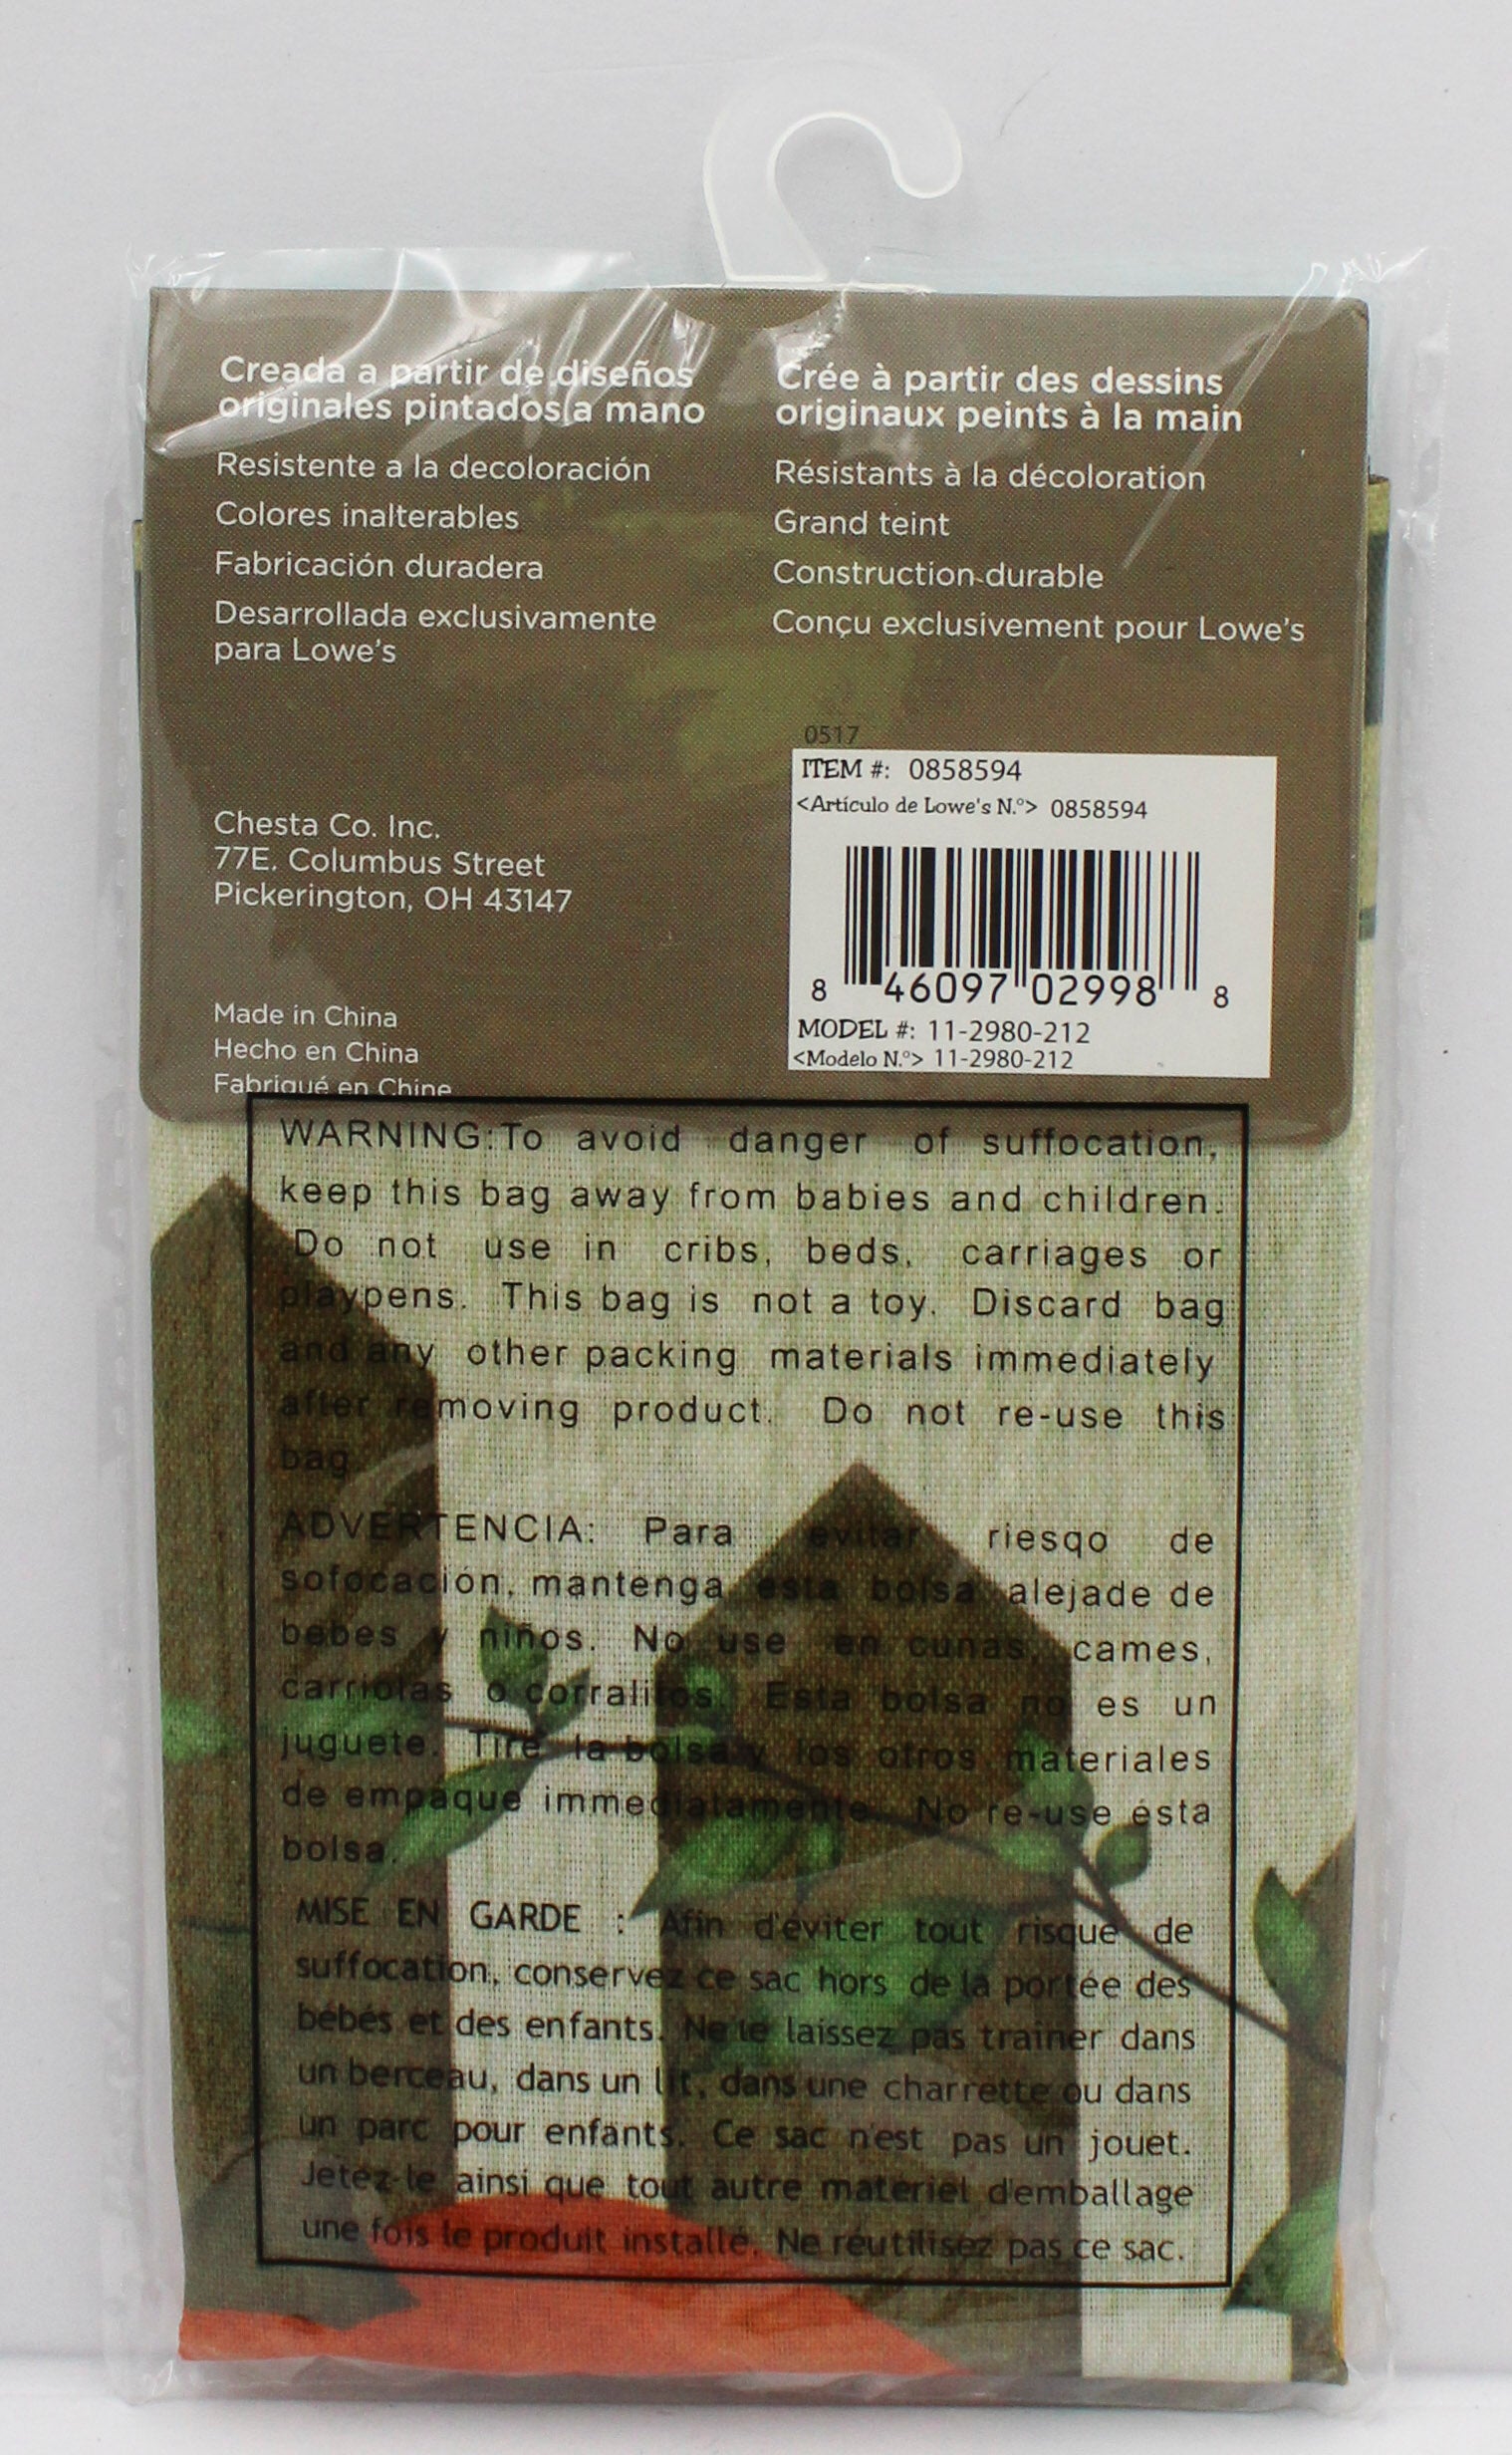 Creada a partir de diseños
originales pintados a mano
Resistente a la decoloración
Colores inalterables
Fabricación duradera
Desarrollada exclusivamente
para Lowe's
Crée à partir des dessins
originaux peints à la main
Résistants à la décoloration
Grand teint
Construction durable
Conçu exclusivement pour Lowe's
Chesta Co. Inc.
77E. Columbus Street
Pickerington, OH 43147
Made in China
Hecho en China
Fabriqué en Chine
0517
ITEM #: 0858594
<Artículo de Lowe's N.°> 0858594
8 46097 02998 8
MODEL #: 11-2980-212
<Modelo N.°> 11-2980-212
WARNING:To avoid danger of suffocation,
keep this bag away from babies and children.
Do not use in cribs, beds, carriages or
playpens. This bag is not a toy. Discard bag
and any other packing materials immediately
after removing product. Do not re-use this
bag
ADVERTENCIA: Para evitar riesqo de
sofocación, mantenga esta bolsa alejade de
bebes y niños. No use en cunas, cames,
carriolas o corralitos. Esta bolsa no es un
juguete. Tire la bolsa y los otros materiales
de empaque immediatamente. No re-use ésta
bolsa.
MISE EN GARDE : Afin d'éviter tout risque de
suffocation, conservez ce sac hors de la portée des
bébés et des enfants. Ne le laissez pas trainer dans
un berceau, dans un lit, dans une charrette ou dans
un parc pour enfants. Ce sac n'est pas un jouet.
Jetez-le ainsi que tout autre materiel d'emballage
une fois le produit installé. Ne réutilisez pas ce sac.